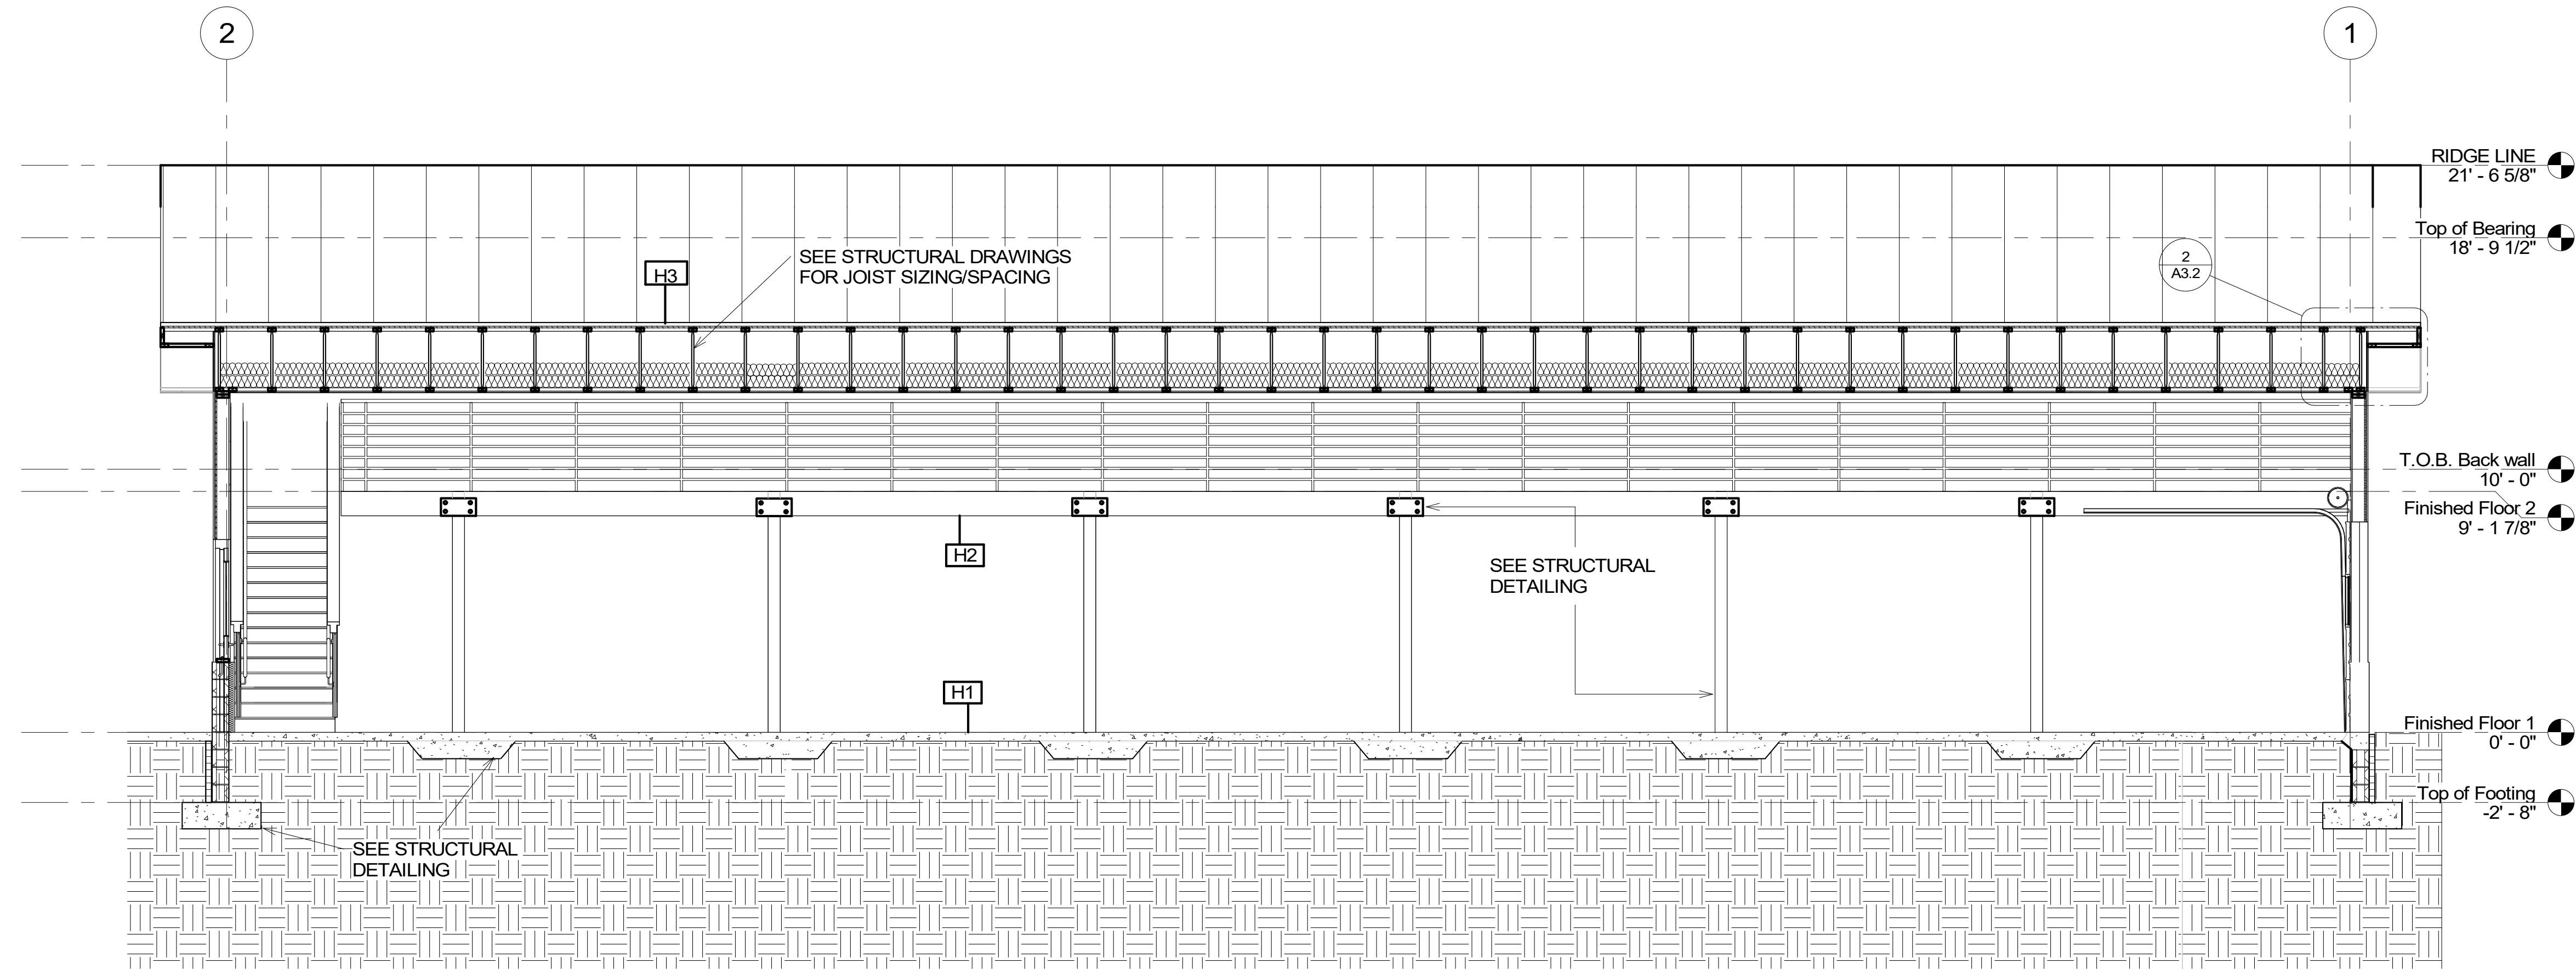 2
1
RIDGE LINE
21' - 6 5/8"
Top of Bearing
18' - 9 1/2"
2
A3.2
SEE STRUCTURAL DRAWINGS
FOR JOIST SIZING/SPACING
H3
T.O.B. Back wall
10' - 0"
Finished Floor 2
9' - 1 7/8"
H2
SEE STRUCTURAL
DETAILING
H1
Finished Floor 1
0' - 0"
Top of Footing
-2' - 8"
SEE STRUCTURAL
DETAILING